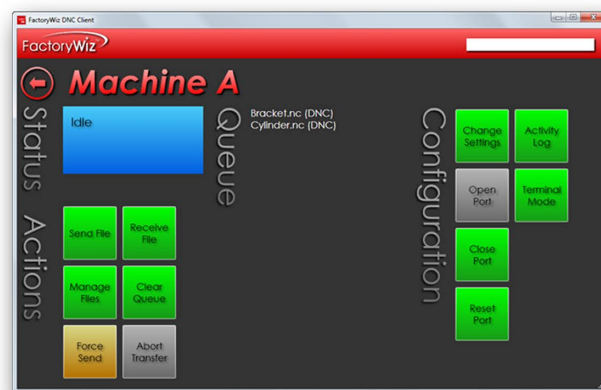 FactoryWiz DNC Client
FactoryWiz™
Machine A
Status
Idle
Queue
Bracket.nc (DNC)
Cylinder.nc (DNC)
Configuration
Change
Settings
Activity
Log
Open
Port
Terminal
Mode
Close
Port
Reset
Port
Actions
Send File
Receive
File
Manage
Files
Clear
Queue
Force
Send
Abort
Transfer